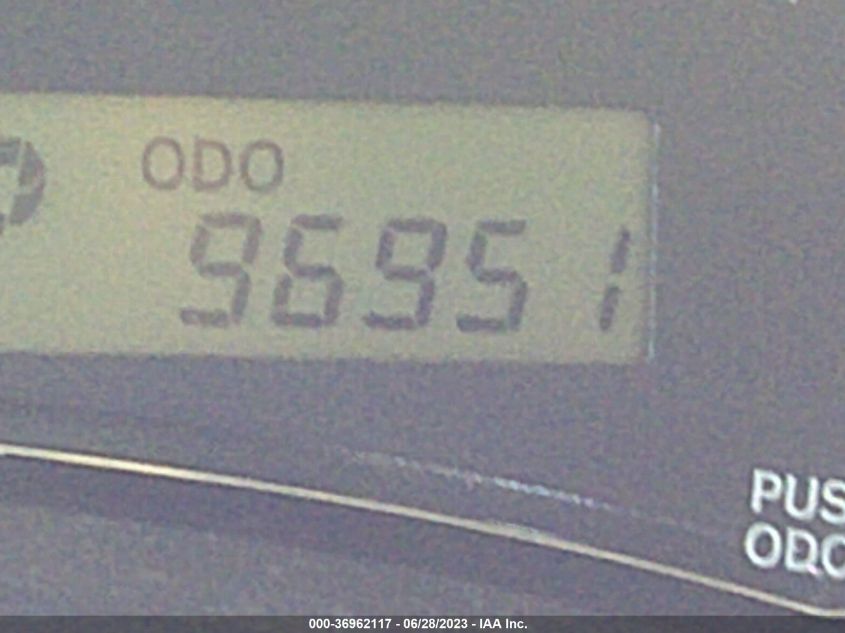 ODO
96951
PUS
ODO
000-36962117 - 06/28/2023 - IAA Inc.